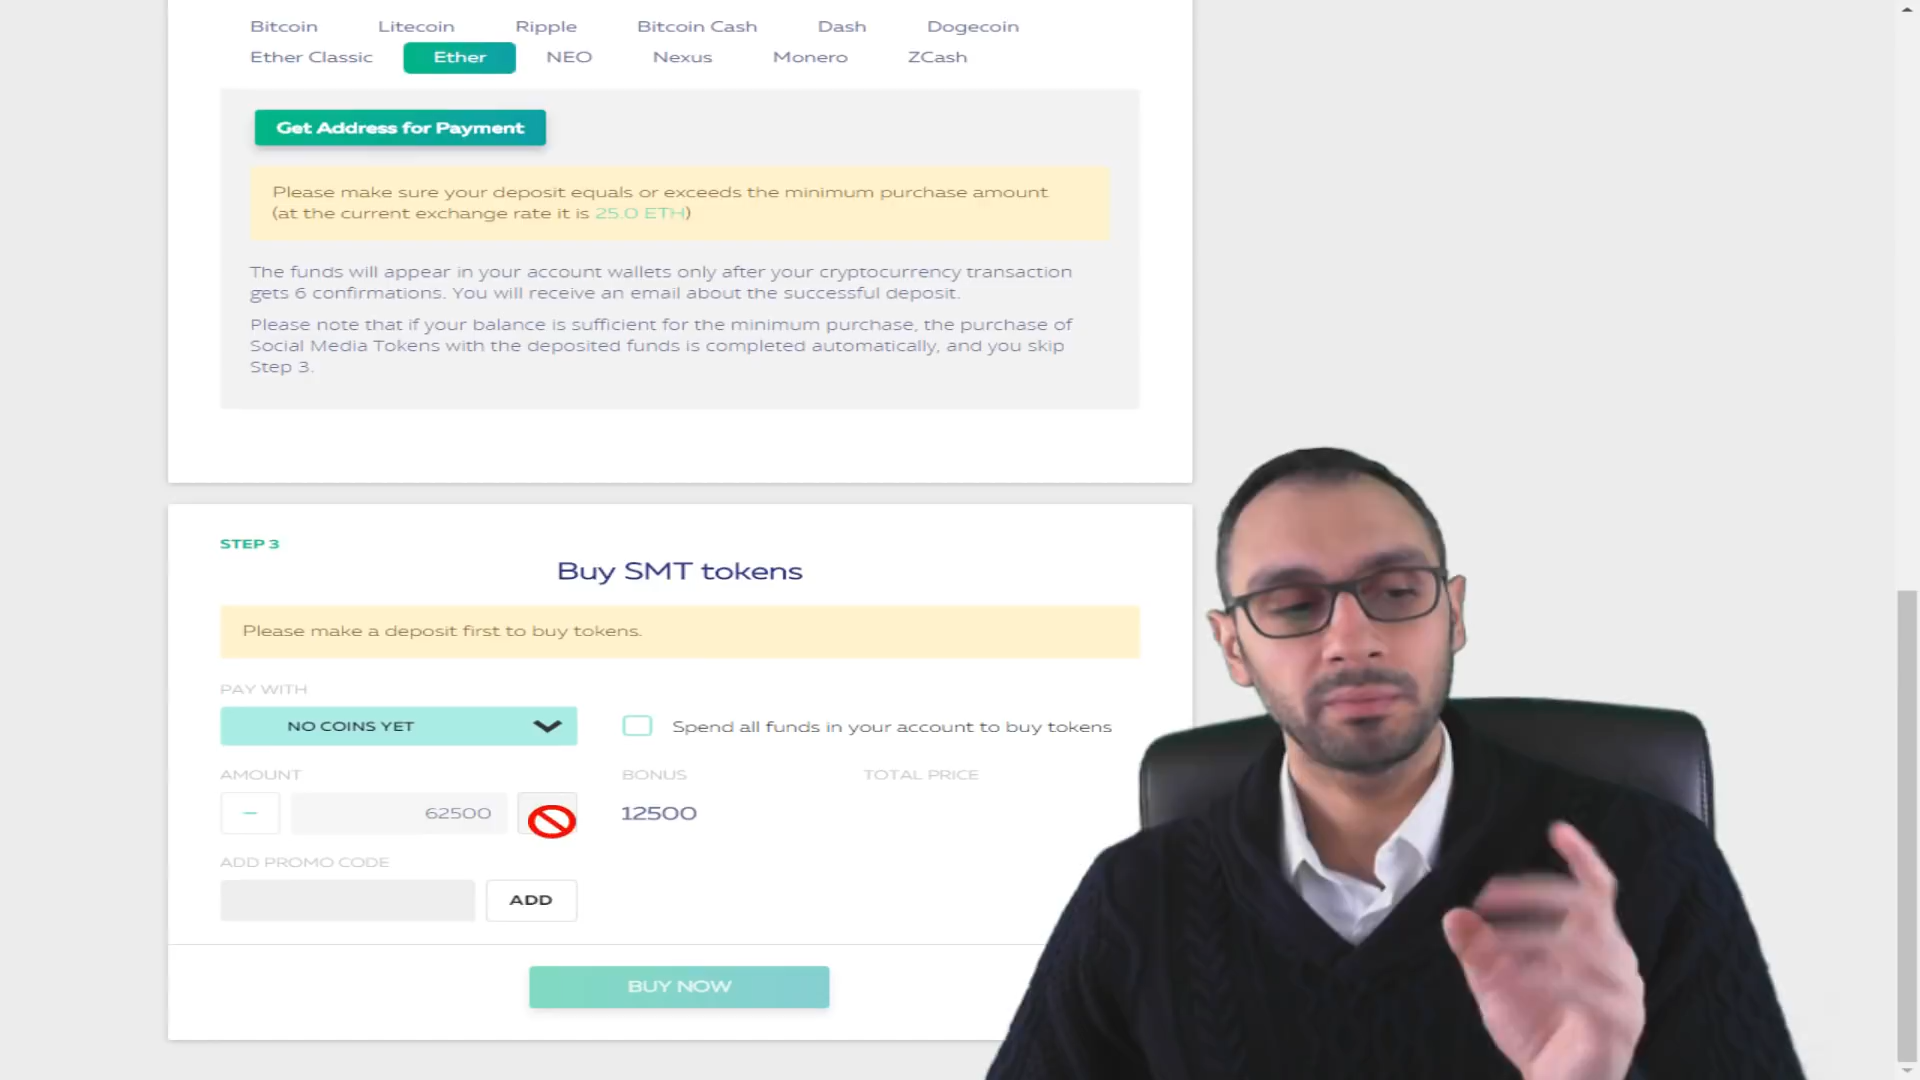 Bitcoin Litecoin Ripple Bitcoin Cash Dash Dogecoin
Ether Classic Ether NEO Nexus Monero ZCash
Get Address for Payment
Please make sure your deposit equals or exceeds the minimum purchase amount
(at the current exchange rate it is 25.0 ETH)
The funds will appear in your account wallets only after your cryptocurrency transaction
gets 6 confirmations. You will receive an email about the successful deposit.
Please note that if your balance is sufficient for the minimum purchase, the purchase of
Social Media Tokens with the deposited funds is completed automatically, and you skip
Step 3.
STEP 3
Buy SMT tokens
Please make a deposit first to buy tokens.
PAY WITH
NO COINS YET
Spend all funds in your account to buy tokens
AMOUNT BONUS TOTAL PRICE
− 62500 12500
ADD PROMO CODE
ADD
BUY NOW